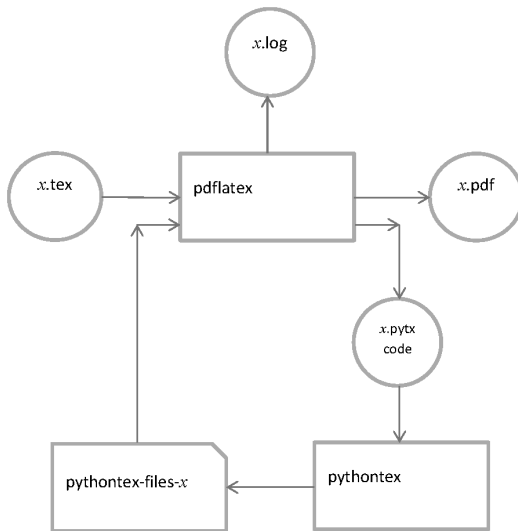 x.log
x.tex
pdflatex
x.pdf
x.pytx
code
pythontex-files-x
pythontex